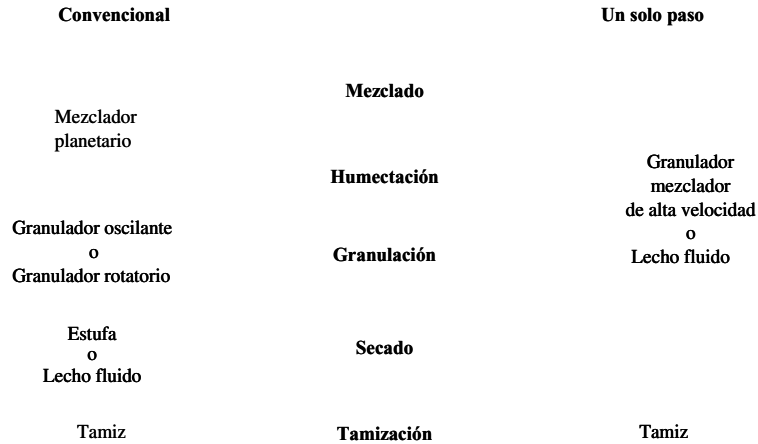 Convencional
Un solo paso
Mezclado
Mezclador
planetario
Humectación
Granulador
mezclador
de alta velocidad
o
Lecho fluido
Granulador oscilante
o
Granulador rotatorio
Granulación
Estufa
o
Lecho fluido
Secado
Tamiz
Tamización
Tamiz